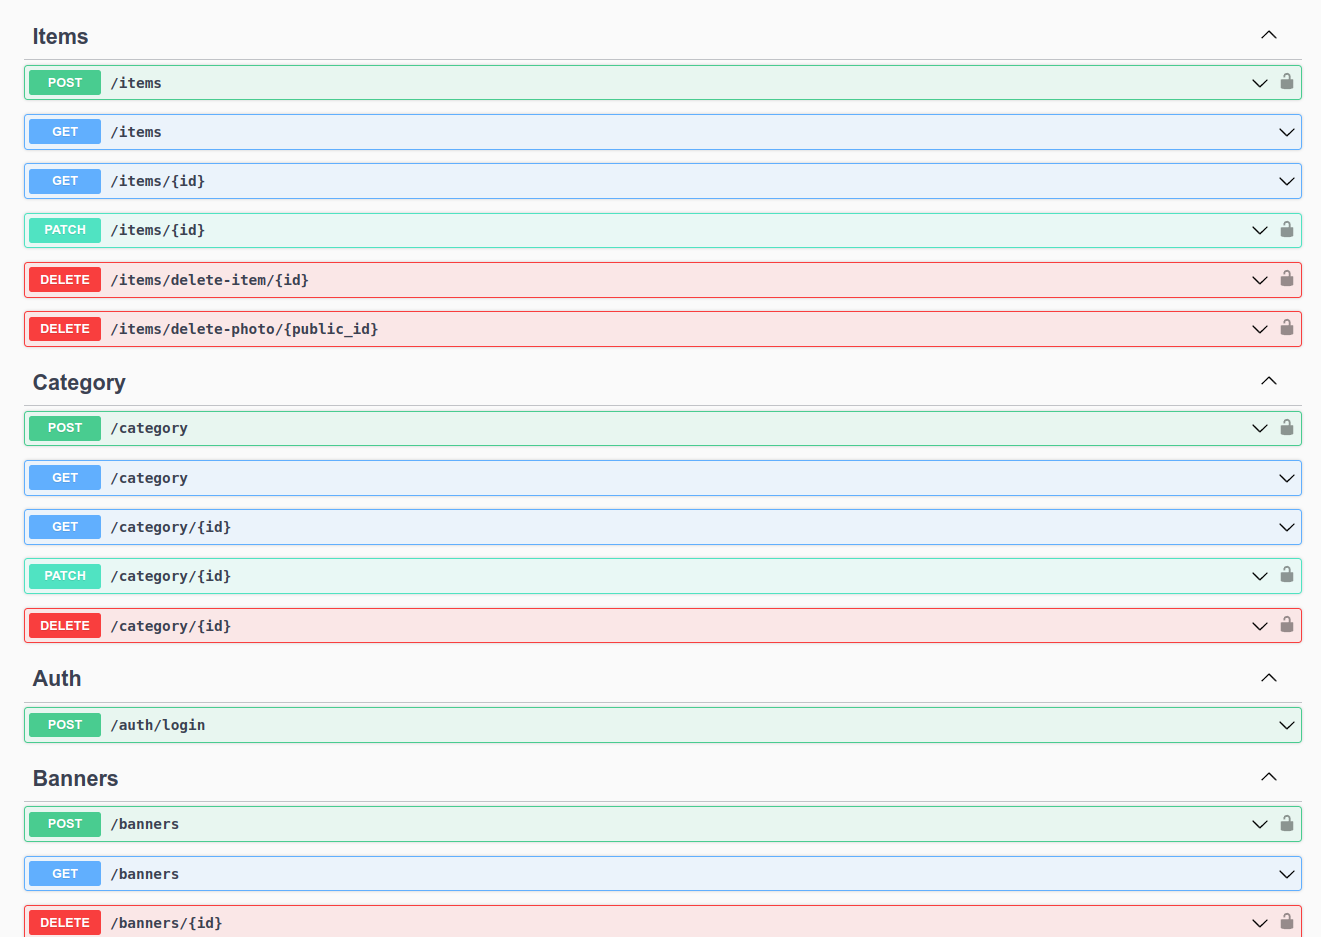 Items
POST /items
GET /items
GET /items/{id}
PATCH /items/{id}
DELETE /items/delete-item/{id}
DELETE /items/delete-photo/{public_id}
Category
POST /category
GET /category
GET /category/{id}
PATCH /category/{id}
DELETE /category/{id}
Auth
POST /auth/login
Banners
POST /banners
GET /banners
DELETE /banners/{id}